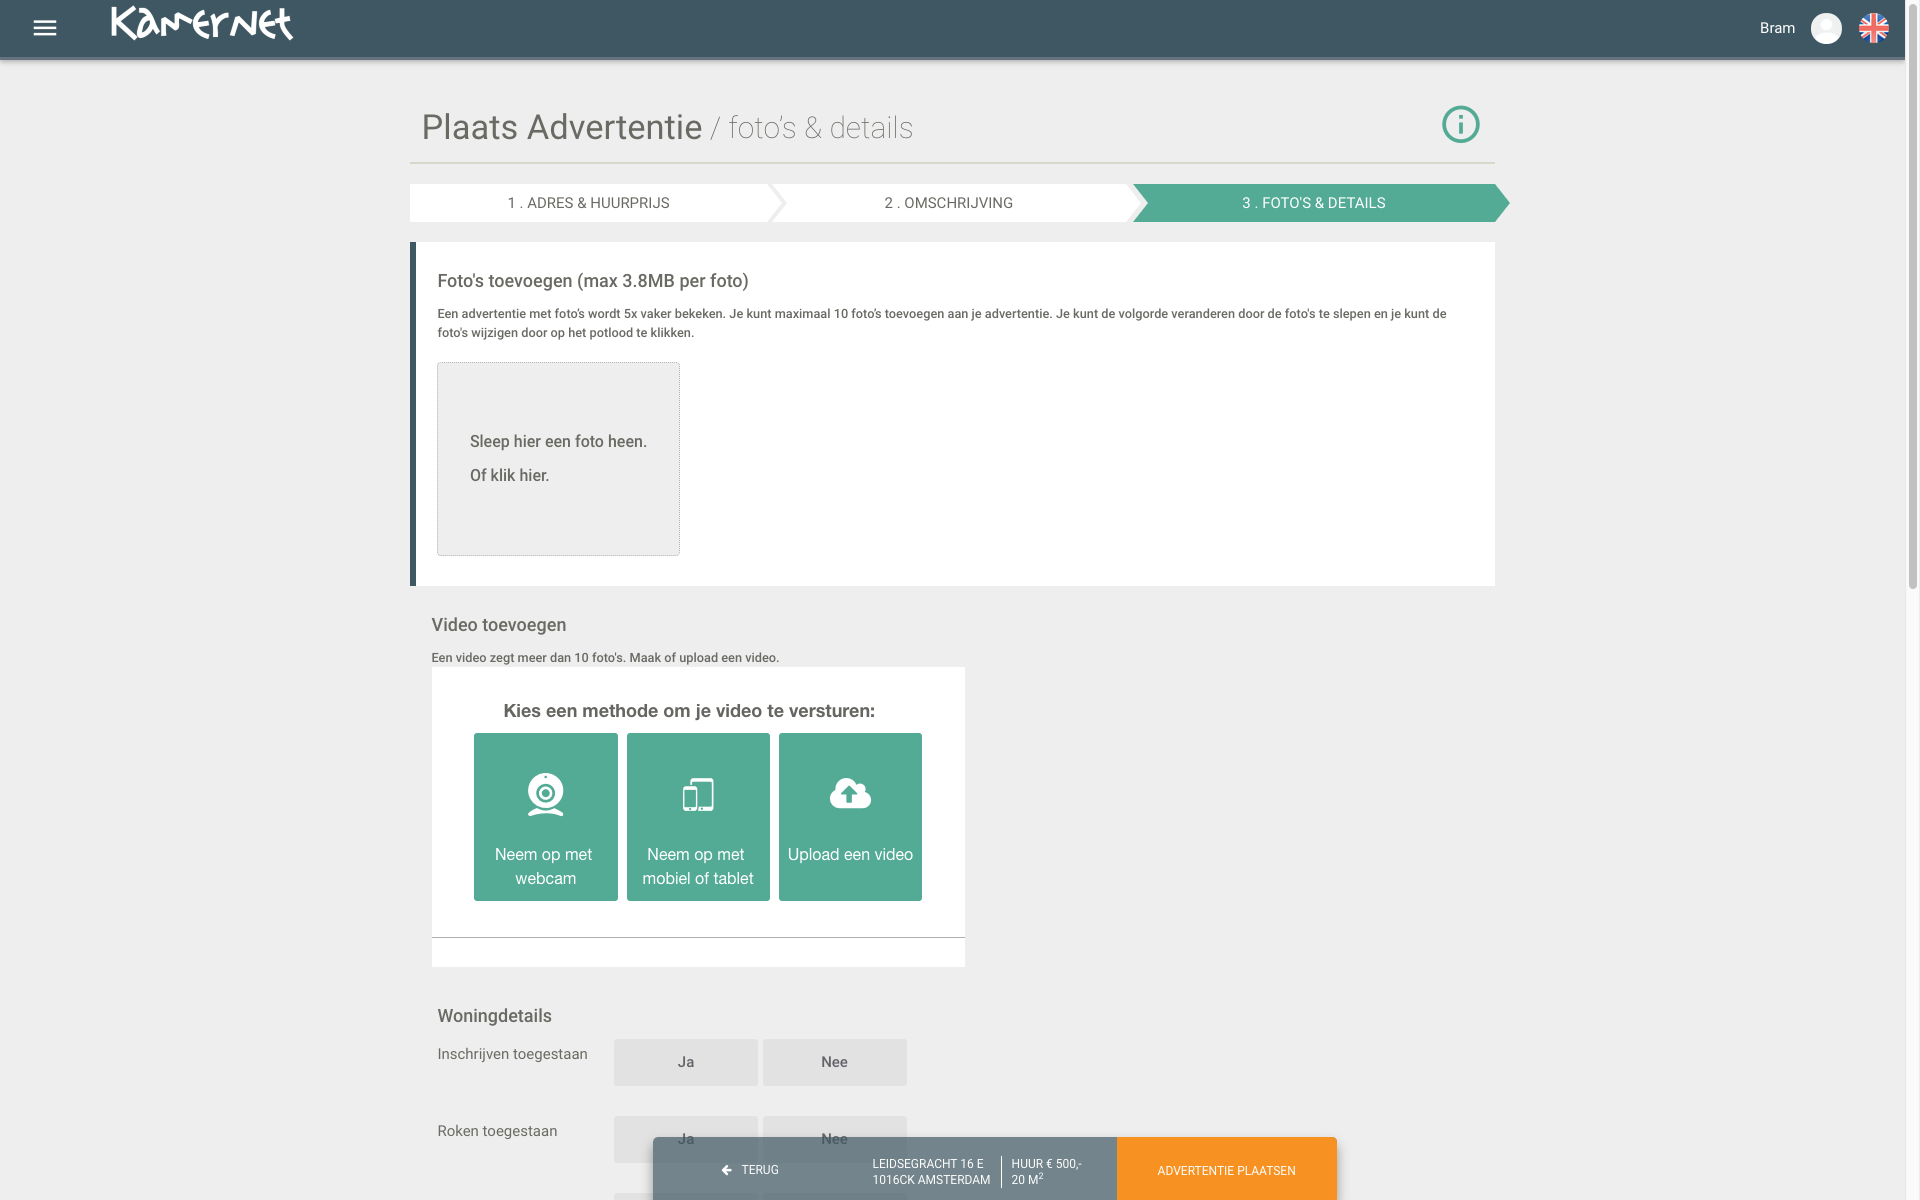 Kamernet
Bram
Plaats Advertentie / foto's & details
1 . ADRES & HUURPRIJS
2 . OMSCHRIJVING
3 . FOTO'S & DETAILS
Foto's toevoegen (max 3.8MB per foto)
Een advertentie met foto's wordt 5x vaker bekeken. Je kunt maximaal 10 foto's toevoegen aan je advertentie. Je kunt de volgorde veranderen door de foto's te slepen en je kunt de
foto's wijzigen door op het potlood te klikken.
Sleep hier een foto heen.
Of klik hier.
Video toevoegen
Een video zegt meer dan 10 foto's. Maak of upload een video.
Kies een methode om je video te versturen:
Neem op met
webcam
Neem op met
mobiel of tablet
Upload een video
Woningdetails
Inschrijven toegestaan
Ja
Nee
Roken toegestaan
Ja
Nee
TERUG
LEIDSEGRACHT 16 E
1016CK AMSTERDAM
HUUR € 500,-
20 M²
ADVERTENTIE PLAATSEN